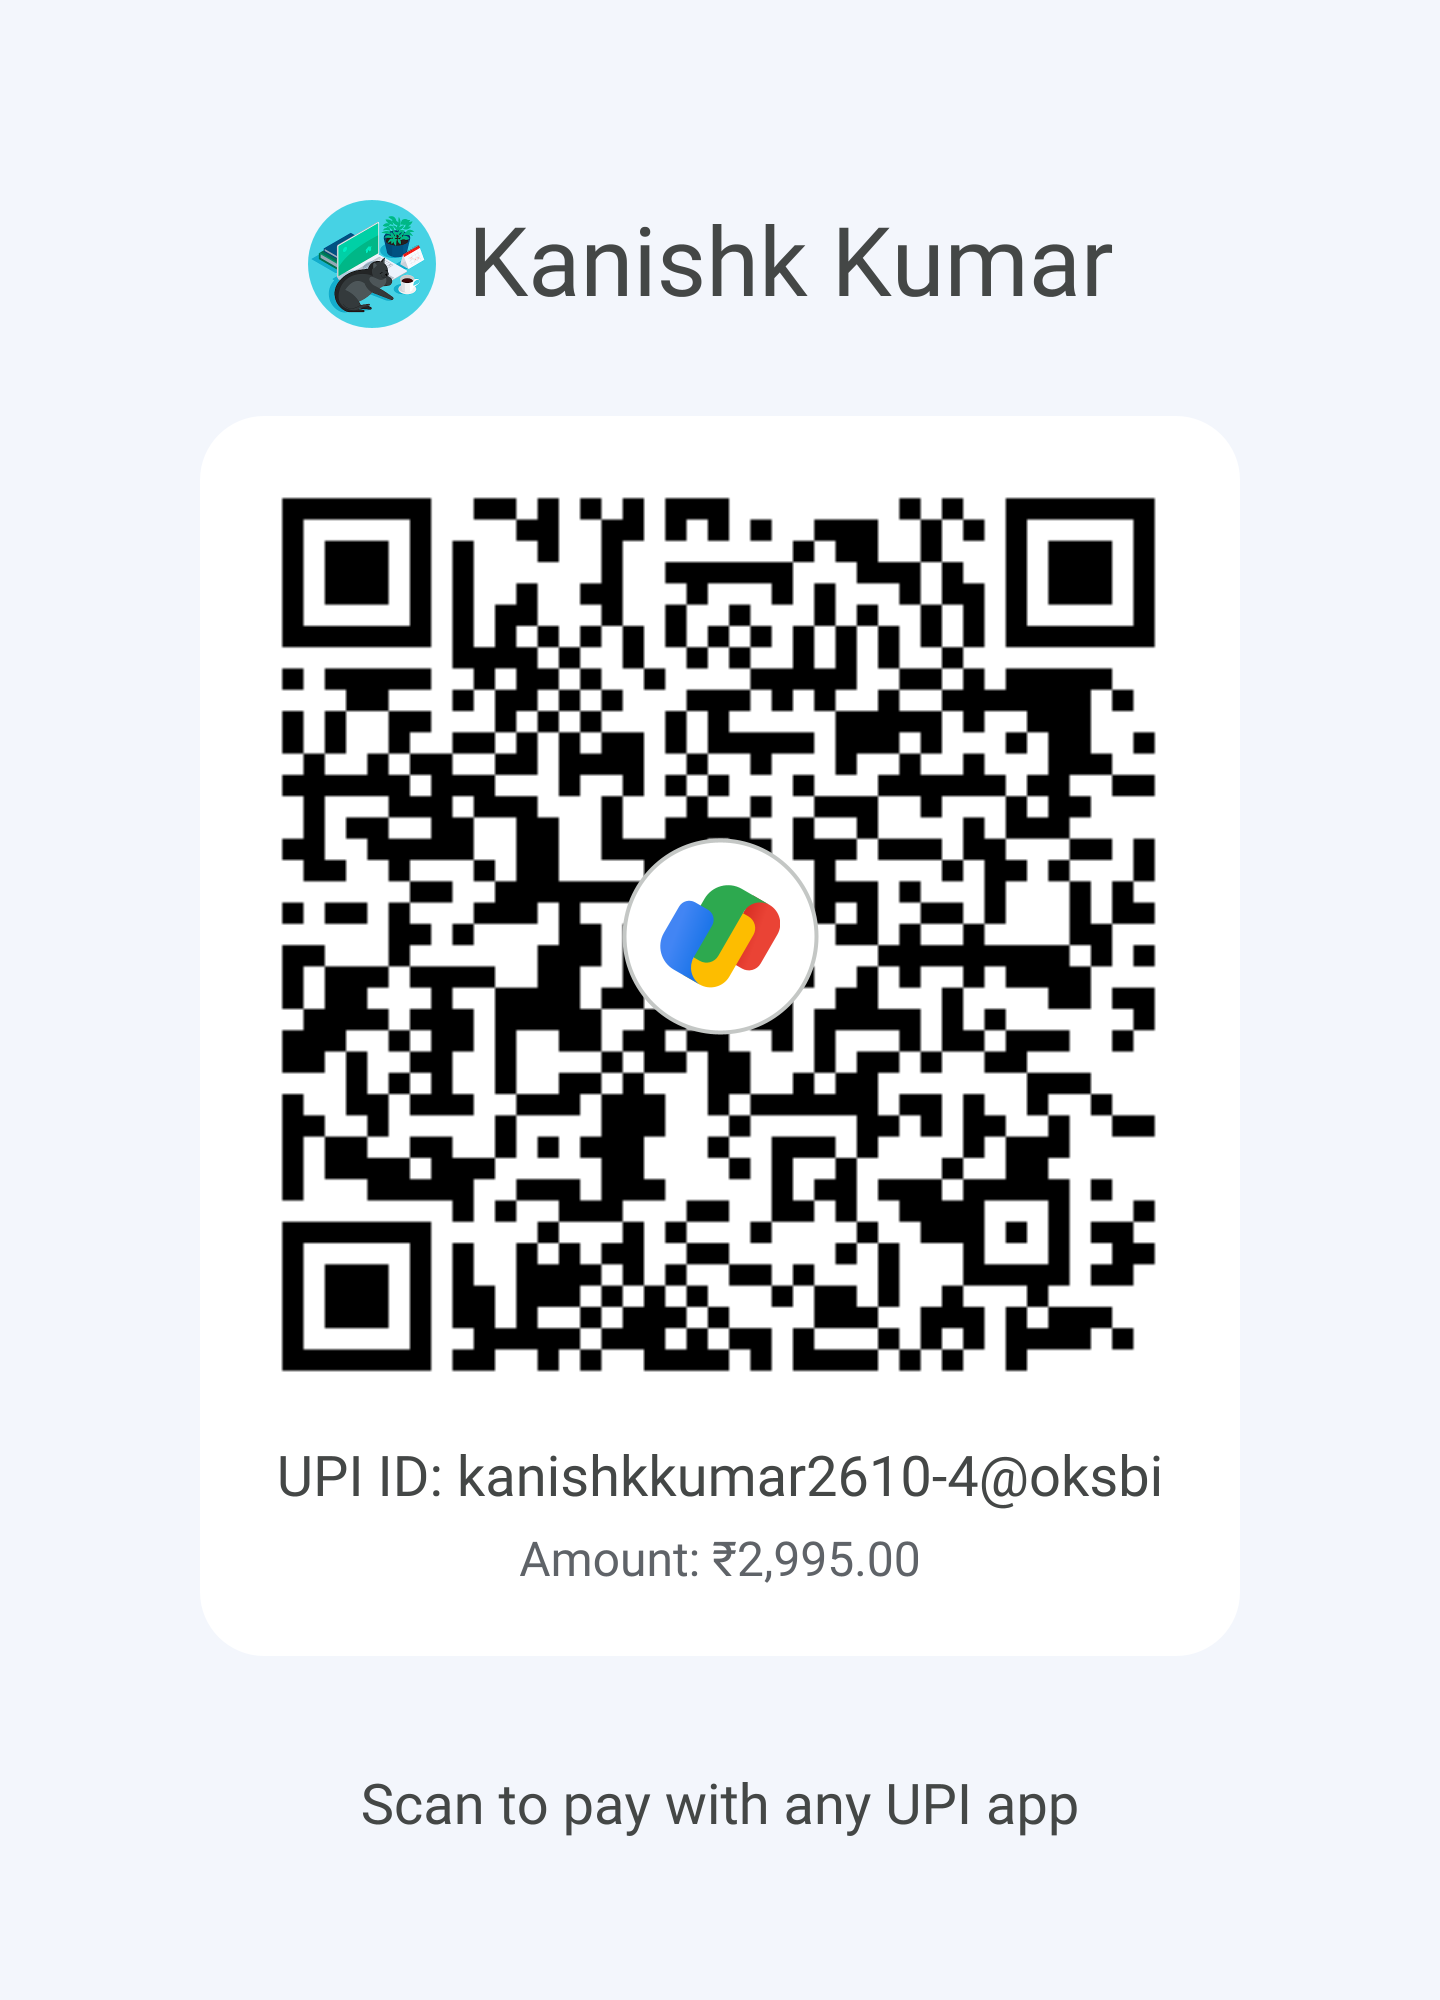 Kanishk Kumar
UPI ID: kanishkkumar2610-4@oksbi
Amount: ₹2,995.00
Scan to pay with any UPI app